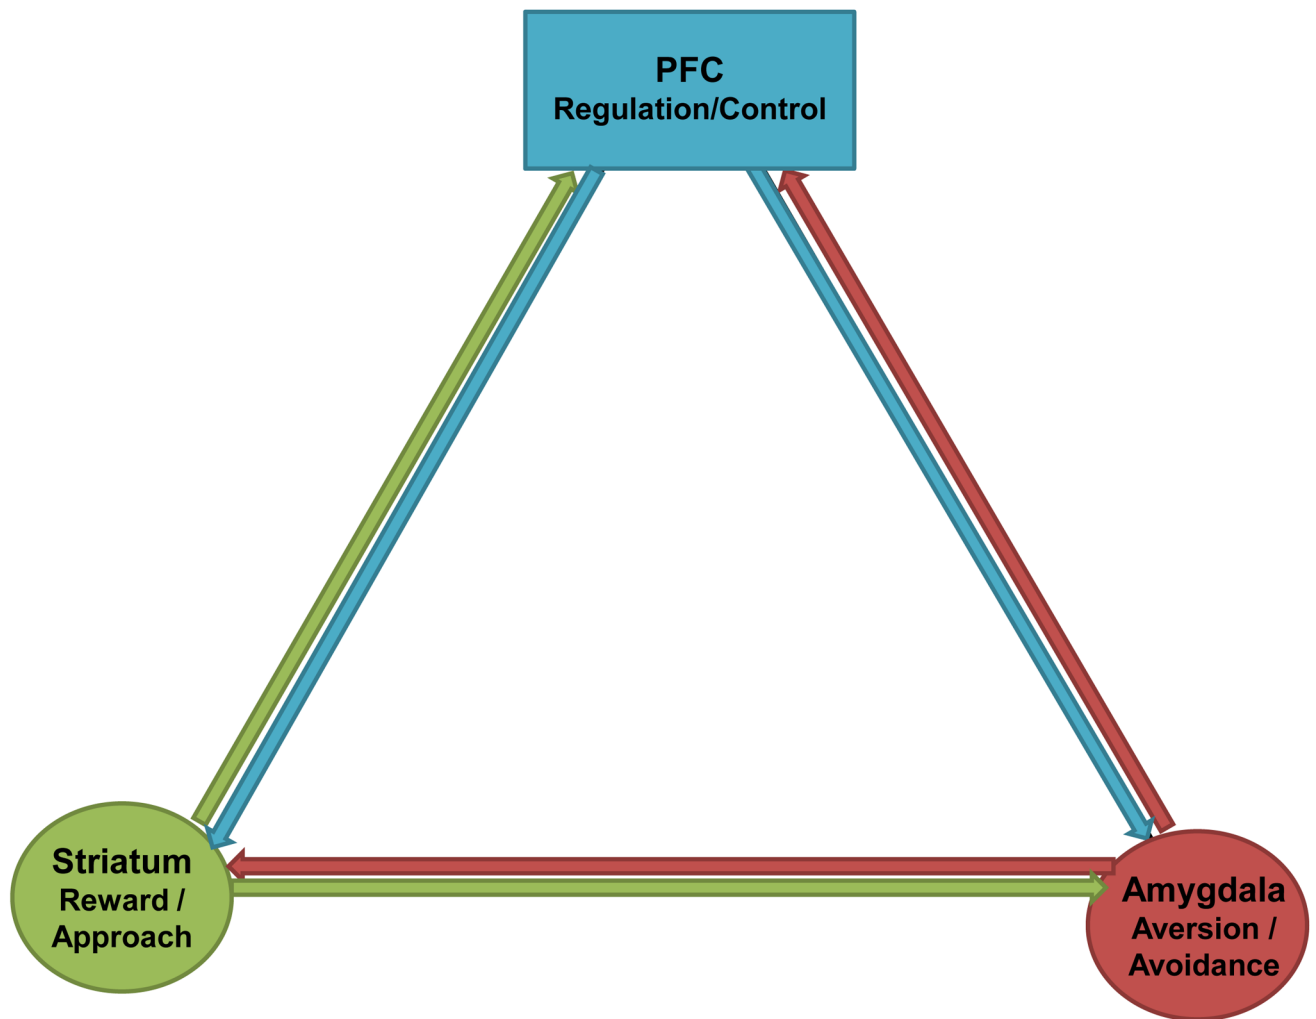 PFC
Regulation/Control
Striatum
Reward /
Approach
Amygdala
Aversion /
Avoidance